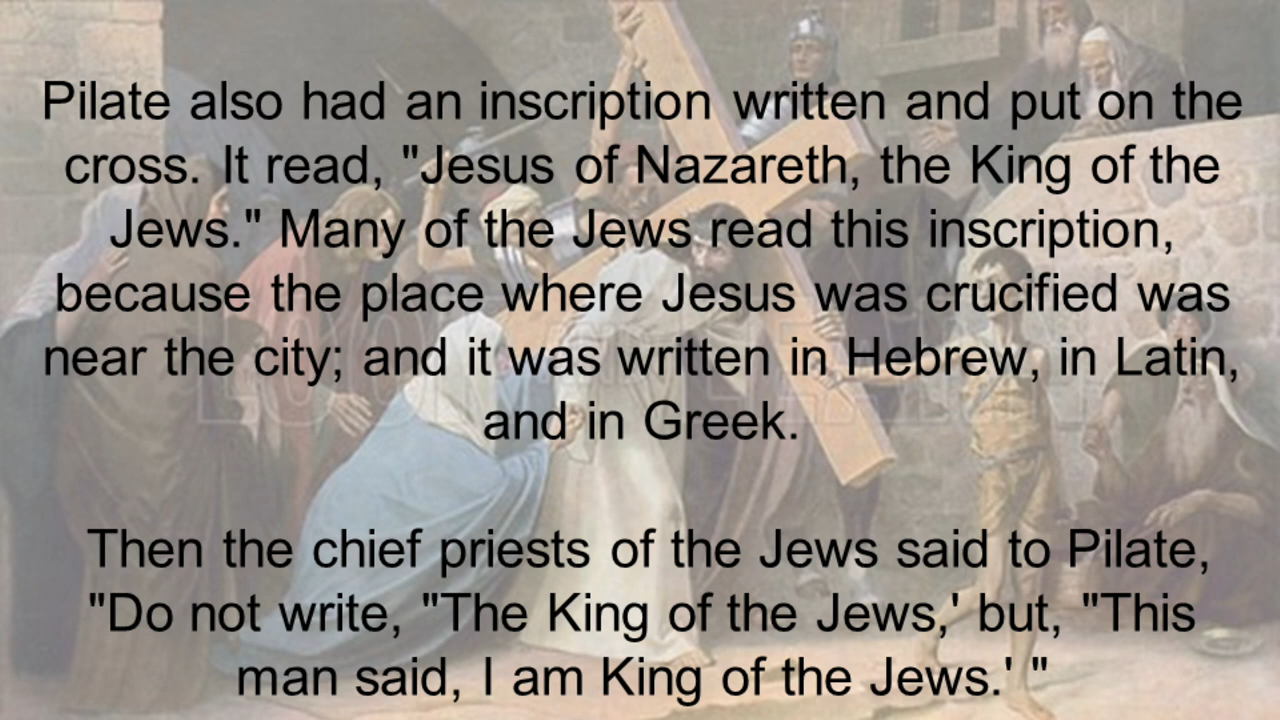 Pilate also had an inscription written and put on the
cross. It read, "Jesus of Nazareth, the King of the
Jews." Many of the Jews read this inscription,
because the place where Jesus was crucified was
near the city; and it was written in Hebrew, in Latin,
and in Greek.
Then the chief priests of the Jews said to Pilate,
"Do not write, "The King of the Jews,' but, "This
man said, I am King of the Jews.' "